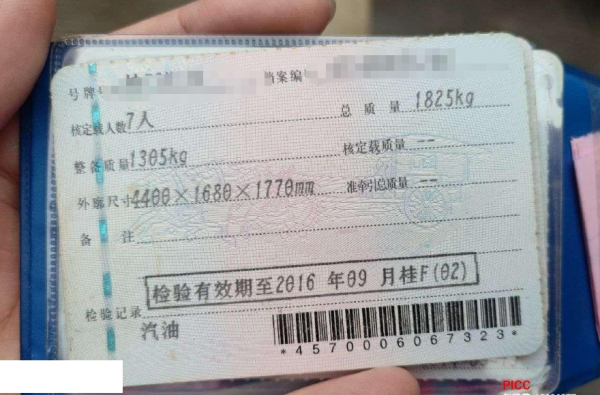 号牌 档案编
核定载人数 7人 总质量 1825kg
整备质量 1305kg 核定载质量 --
外廓尺寸 4400×1680×1770mm 准牵引总质量 --
备注
检验有效期至2016 年09 月桂F(02)
检验记录
汽油
*4570006067323*
PICC